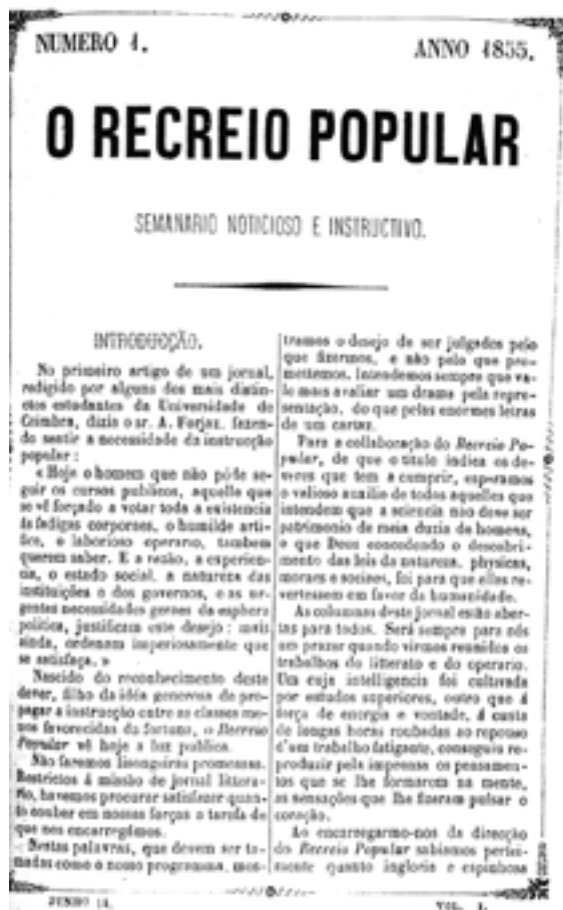 NUMERO 1.
ANNO 1855.
O RECREIO POPULAR
SEMANARIO NOTICIOSO E INSTRUCTIVO.
INTRODUCÇÃO.
No primeiro artigo de um jornal,
redigido por alguns dos mais distin-
ctos estudantes da Universidade de
Coimbra, dizia o sr. A. Forjaz, fazen-
do sentir a necessidade da instrucção
popular:
« Hoje o homem que não póde se-
guir os cursos publicos, aquelle que
se vê forçado a votar toda a existencia
ás fadigas corporaes, o humilde arti-
fice, o laborioso operario, tambem
querem saber. E a razão, a experien-
cia, o estado social, a natureza das
instituições e dos governos, e as ur-
gentes necessidades geraes da esphera
politica, justificam este desejo: mais
ainda, ordenam imperiosamente que
se satisfaça. »
Nascido do reconhecimento deste
dever, filho da idéa generosa de pro-
pagar a instrucção entre as classes me-
nos favorecidas da fortuna, o Recreio
Popular vê hoje a luz publica.
Não faremos lisongeiras promessas.
Restrictos á missão de jornal littera-
rio, havemos procurar satisfazer quan-
to couber em nossas forças a tarefa de
que nos encarregámos.
Nestas palavras, que devem ser to-
madas como o nosso programma, mos-
tramos o desejo de ser julgados pelo
que fizermos, e não pelo que pro-
mettemos. Intendemos sempre que va-
le mais avaliar um drama pela repre-
sentação, do que pelas enormes letras
de um cartaz.
Para a collaboração do Recreio Po-
pular, de que o titulo indica os de-
veres que tem a cumprir, esperamos
o valioso auxilio de todos aquelles que
intendem que a sciencia não deve ser
patrimonio de meia duzia de homens,
e que Deus concedendo o descobri-
mento das leis da natureza, physicas,
moraes e sociaes, foi para que ellas re-
vertessem em favor da humanidade.
As columnas deste jornal estão aber-
tas para todos. Será sempre para nós
um prazer quando virmos reunidos os
trabalhos do litterato e do operario.
Um cuja intelligencia foi cultivada
por estudos superiores, outro que á
força de energia e vontade, á custa
de longas horas roubadas ao repouso
d'um trabalho fatigante, conseguiu re-
produzir pela imprensa os pensamen-
tos que se lhe formaram na mente,
as sensações que lhe fizeram pulsar o
coração.
Ao encarregarmo-nos da direcção
do Recreio Popular sabiamos perfei-
tamente quanto ingloria e espinhosa
JUNHO
VOL. 1.